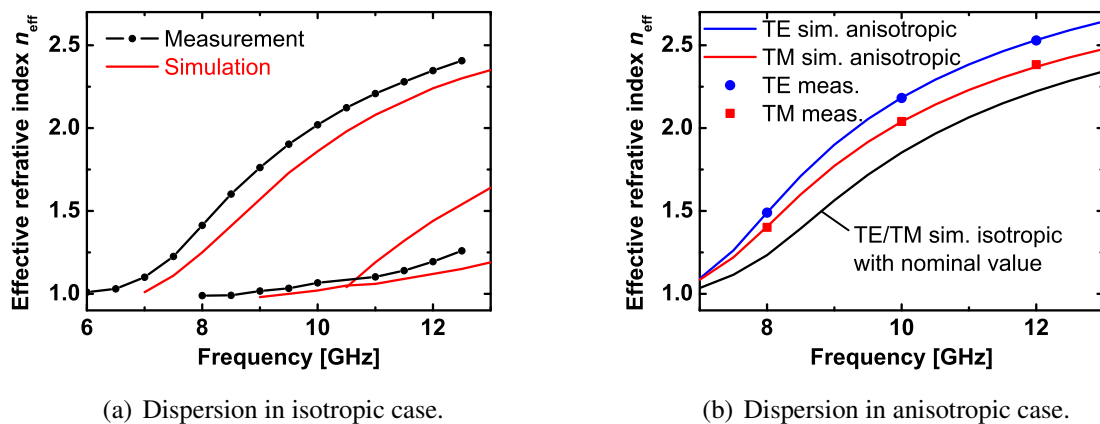 Effective refrative index neff
2.5
2.0
1.5
1.0
Measurement
Simulation
6 8 10 12
Frequency [GHz]
(a) Dispersion in isotropic case.
Effective refrative index neff
2.5
2.0
1.5
1.0
TE sim. anisotropic
TM sim. anisotropic
TE meas.
TM meas.
TE/TM sim. isotropic
with nominal value
8 10 12
Frequency [GHz]
(b) Dispersion in anisotropic case.